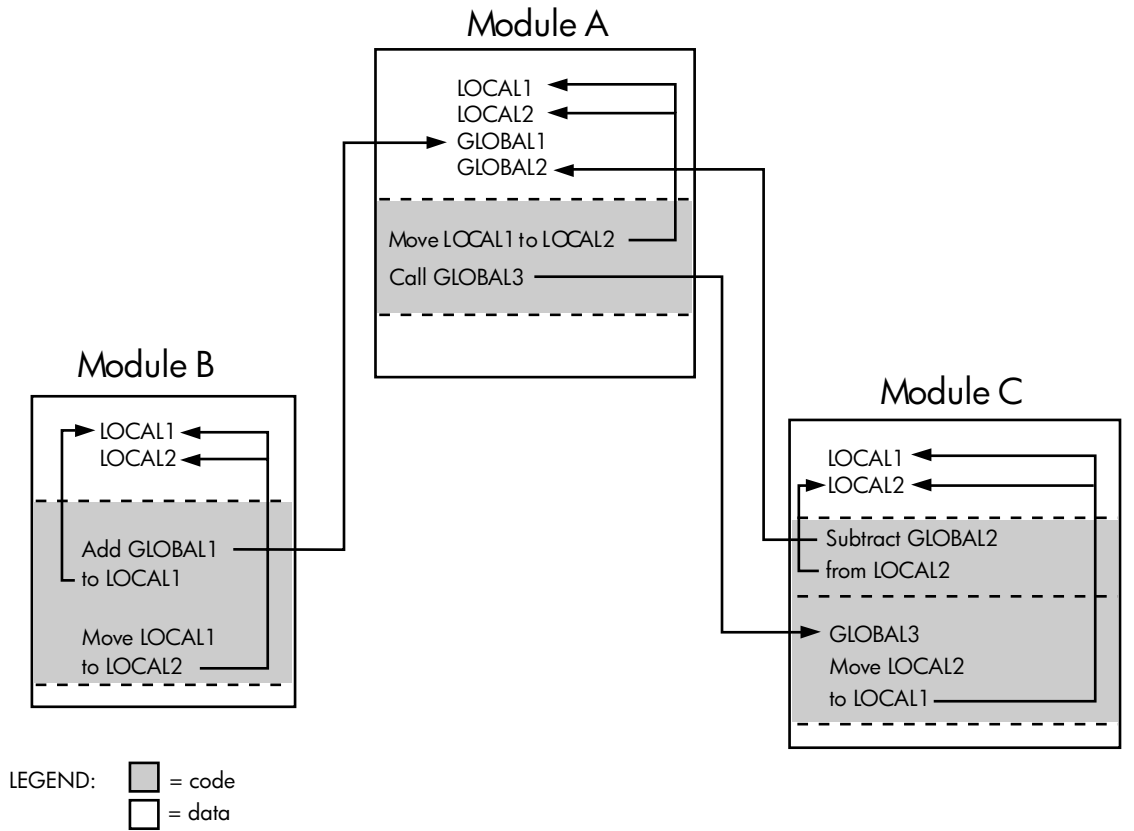 Module A
LOCAL1
LOCAL2
GLOBAL1
GLOBAL2
Move LOCAL1 to LOCAL2
Call GLOBAL3
Module B
LOCAL1
LOCAL2
Add GLOBAL1
to LOCAL1
Move LOCAL1
to LOCAL2
Module C
LOCAL1
LOCAL2
Subtract GLOBAL2
from LOCAL2
GLOBAL3
Move LOCAL2
to LOCAL1
LEGEND:
= code
= data